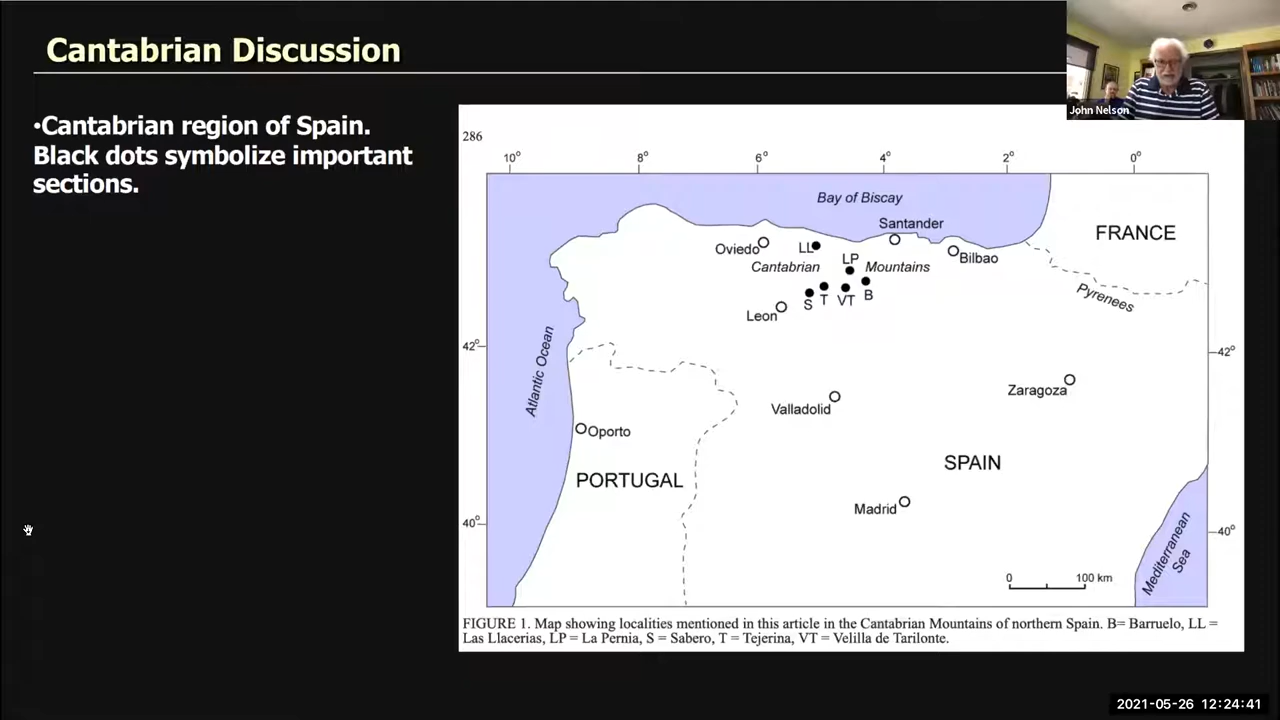 Cantabrian Discussion
John Nelson
•Cantabrian region of Spain.
Black dots symbolize important
sections.
286
10° 8° 6° 4° 2° 0°
Bay of Biscay
Santander
FRANCE
Oviedo
LL
Bilbao
LP
Cantabrian
Mountains
Pyrenees
S
T
VT
B
Leon
42°
42°
Atlantic Ocean
Zaragoza
Valladolid
Oporto
SPAIN
PORTUGAL
Madrid
40°
40°
Mediterranean
Sea
0 100 km
FIGURE 1. Map showing localities mentioned in this article in the Cantabrian Mountains of northern Spain. B= Barruelo, LL =
Las Llacerias, LP = La Pernia, S = Sabero, T = Tejerina, VT = Velilla de Tarilonte.
2021-05-26 12:24:41